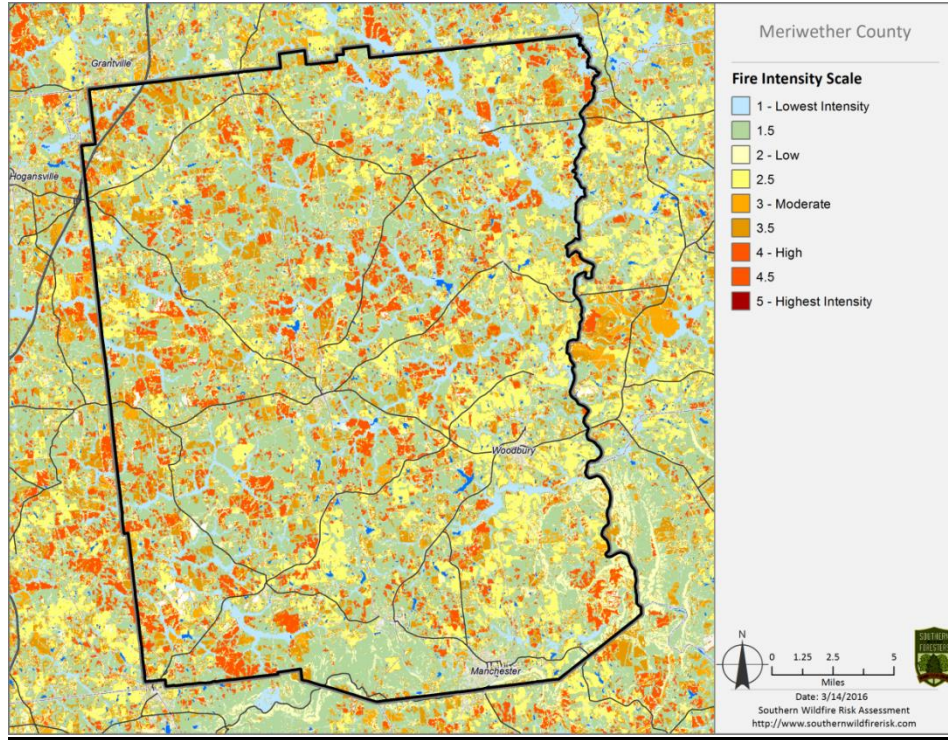 Meriwether County
Fire Intensity Scale
1 - Lowest Intensity
1.5
2 - Low
2.5
3 - Moderate
3.5
4 - High
4.5
5 - Highest Intensity
Grantville
Hogansville
Woodbury
Manchester
N
0 1.25 2.5 5
Miles
Date: 3/14/2016
Southern Wildfire Risk Assessment
http://www.southernwildfirerisk.com
SOUTHERN
FORESTERS